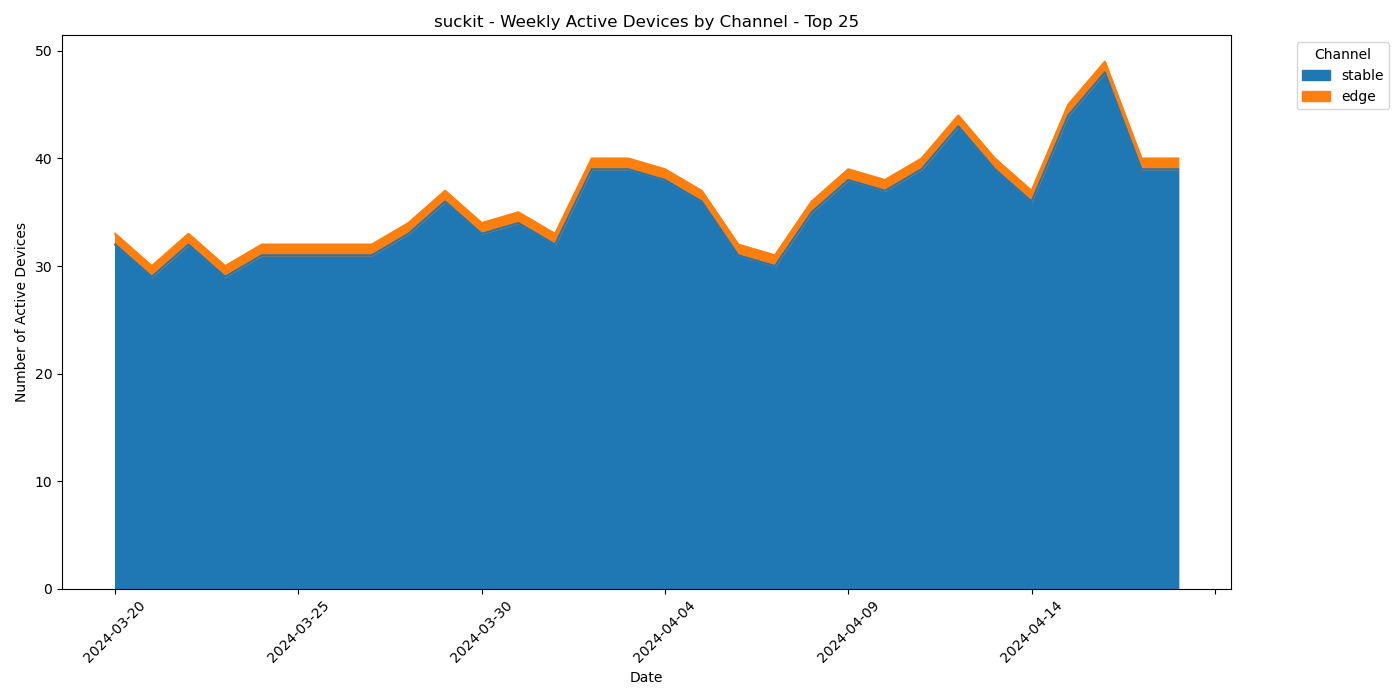 suckit - Weekly Active Devices by Channel - Top 25
Channel
stable
edge
Number of Active Devices
50
40
30
20
10
0
2024-03-20
2024-03-25
2024-03-30
2024-04-04
2024-04-09
2024-04-14
Date